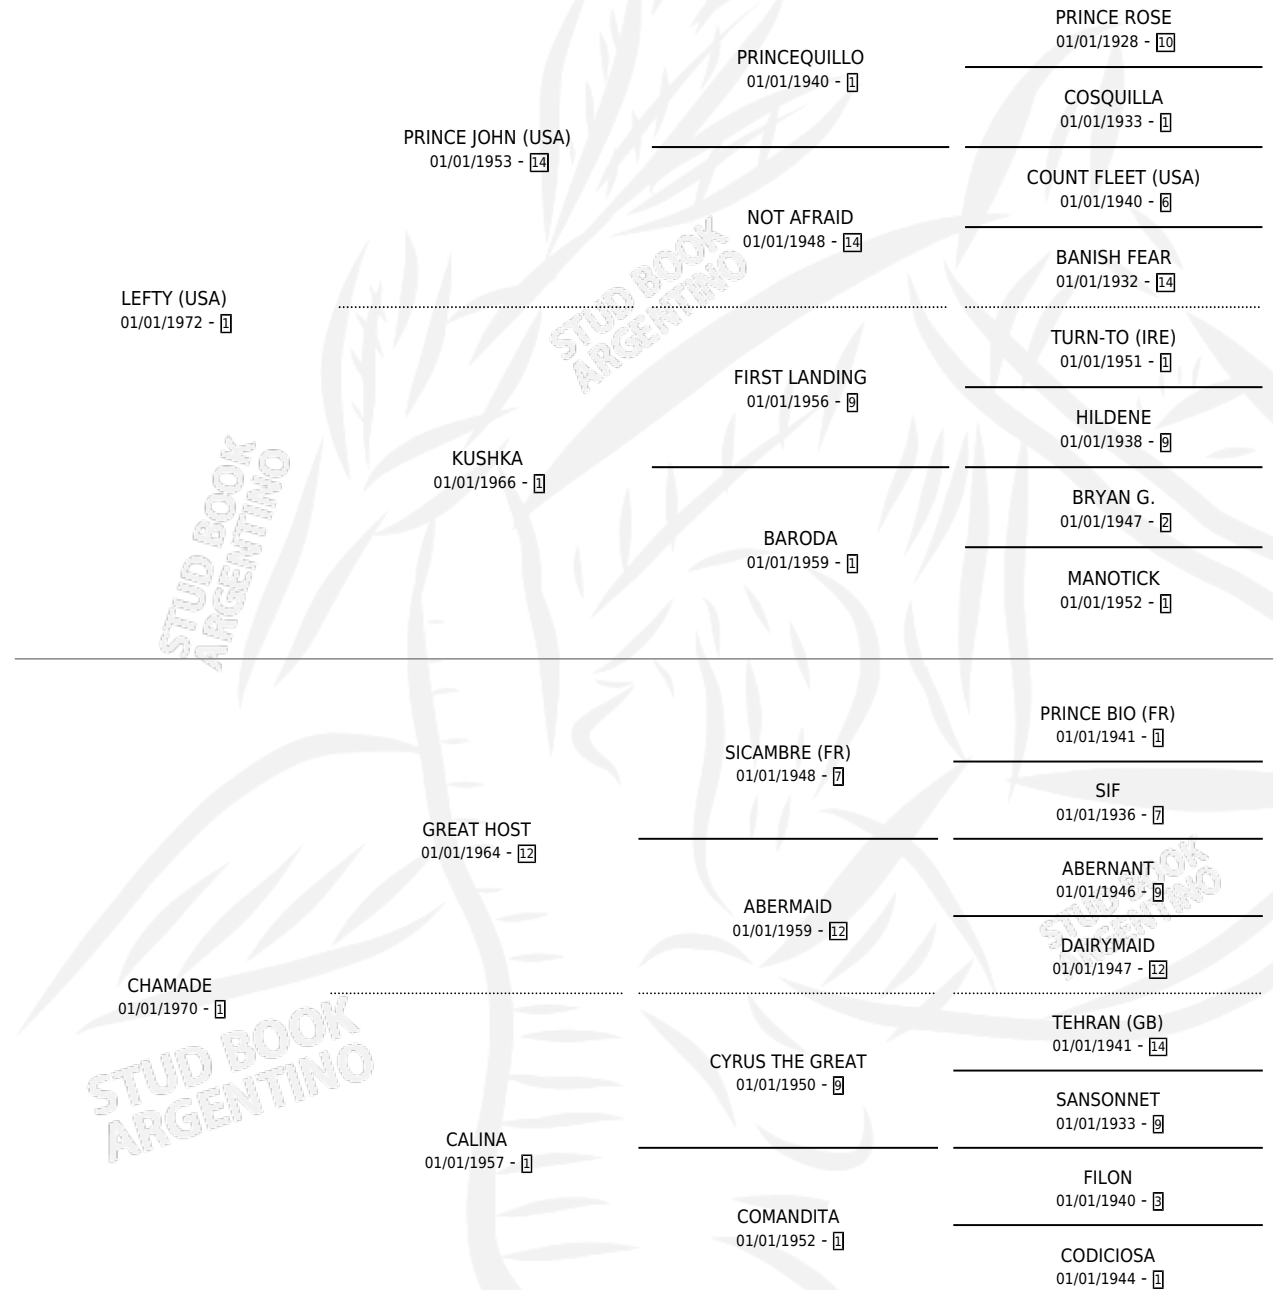 PRINCE ROSE
01/01/1928 - 10
PRINCEQUILLO
01/01/1940 - 1
COSQUILLA
01/01/1933 - 1
PRINCE JOHN (USA)
01/01/1953 - 14
COUNT FLEET (USA)
01/01/1940 - 6
NOT AFRAID
01/01/1948 - 14
BANISH FEAR
01/01/1932 - 14
LEFTY (USA)
01/01/1972 - 1
STUD BOOK
ARGENTINO
TURN-TO (IRE)
01/01/1951 - 1
FIRST LANDING
01/01/1956 - 9
HILDENE
01/01/1938 - 9
KUSHKA
01/01/1966 - 1
BRYAN G.
01/01/1947 - 2
BARODA
01/01/1959 - 1
MANOTICK
01/01/1952 - 1
STUD BOOK
ARGENTINO
PRINCE BIO (FR)
01/01/1941 - 1
SICAMBRE (FR)
01/01/1948 - 7
SIF
01/01/1936 - 7
GREAT HOST
01/01/1964 - 12
ABERNANT
01/01/1946 - 9
ABERMAID
01/01/1959 - 12
STUD BOOK
ARGENTINO
DAIRYMAID
01/01/1947 - 12
CHAMADE
01/01/1970 - 1
TEHRAN (GB)
01/01/1941 - 14
CYRUS THE GREAT
01/01/1950 - 9
STUD BOOK
ARGENTINO
SANSONNET
01/01/1933 - 9
CALINA
01/01/1957 - 1
FILON
01/01/1940 - 3
COMANDITA
01/01/1952 - 1
CODICIOSA
01/01/1944 - 1